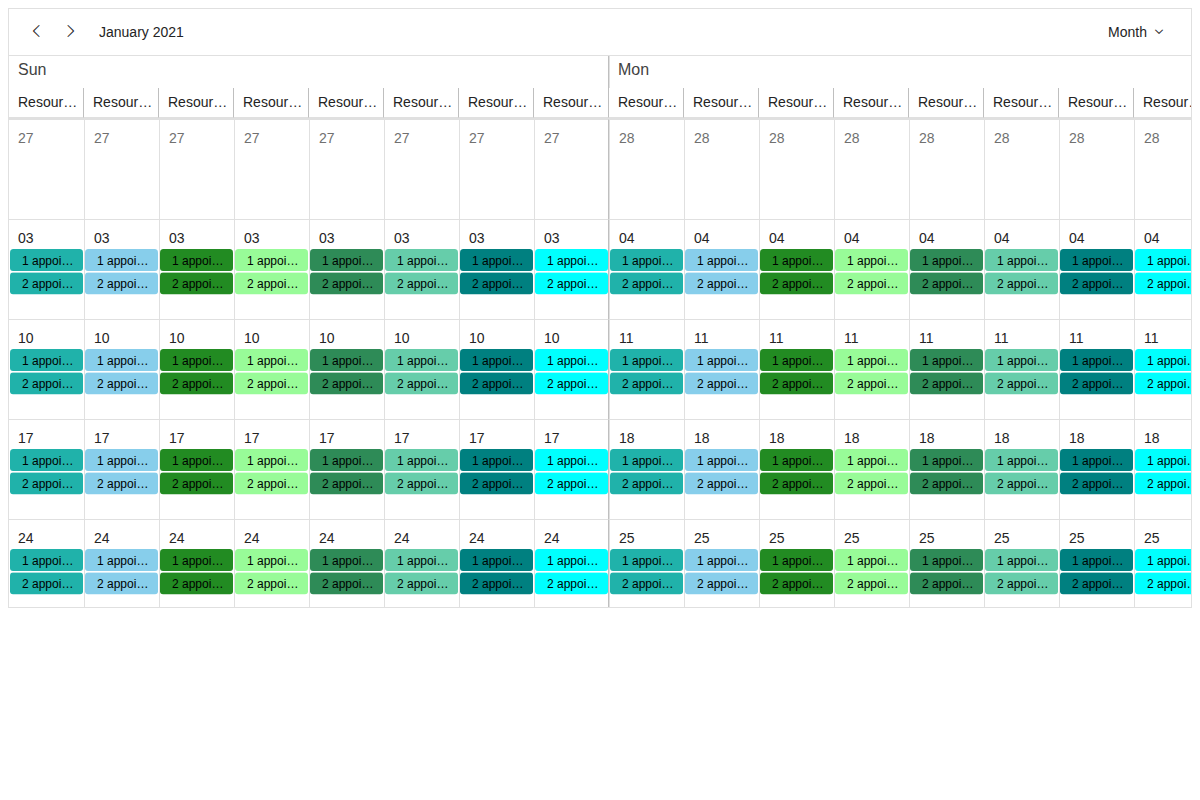 January 2021 Month
Sun Mon
Resour… Resour… Resour… Resour… Resour… Resour… Resour… Resour… Resour… Resour… Resour… Resour… Resour… Resour… Resour… Resour
27 27 27 27 27 27 27 27 28 28 28 28 28 28 28 28
03 03 03 03 03 03 03 03 04 04 04 04 04 04 04 04
1 appoi… 1 appoi… 1 appoi… 1 appoi… 1 appoi… 1 appoi… 1 appoi… 1 appoi… 1 appoi… 1 appoi… 1 appoi… 1 appoi… 1 appoi… 1 appoi… 1 appoi… 1 appoi.
2 appoi… 2 appoi… 2 appoi… 2 appoi… 2 appoi… 2 appoi… 2 appoi… 2 appoi… 2 appoi… 2 appoi… 2 appoi… 2 appoi… 2 appoi… 2 appoi… 2 appoi… 2 appoi.
10 10 10 10 10 10 10 10 11 11 11 11 11 11 11 11
1 appoi… 1 appoi… 1 appoi… 1 appoi… 1 appoi… 1 appoi… 1 appoi… 1 appoi… 1 appoi… 1 appoi… 1 appoi… 1 appoi… 1 appoi… 1 appoi… 1 appoi… 1 appoi.
2 appoi… 2 appoi… 2 appoi… 2 appoi… 2 appoi… 2 appoi… 2 appoi… 2 appoi… 2 appoi… 2 appoi… 2 appoi… 2 appoi… 2 appoi… 2 appoi… 2 appoi… 2 appoi.
17 17 17 17 17 17 17 17 18 18 18 18 18 18 18 18
1 appoi… 1 appoi… 1 appoi… 1 appoi… 1 appoi… 1 appoi… 1 appoi… 1 appoi… 1 appoi… 1 appoi… 1 appoi… 1 appoi… 1 appoi… 1 appoi… 1 appoi… 1 appoi.
2 appoi… 2 appoi… 2 appoi… 2 appoi… 2 appoi… 2 appoi… 2 appoi… 2 appoi… 2 appoi… 2 appoi… 2 appoi… 2 appoi… 2 appoi… 2 appoi… 2 appoi… 2 appoi.
24 24 24 24 24 24 24 24 25 25 25 25 25 25 25 25
1 appoi… 1 appoi… 1 appoi… 1 appoi… 1 appoi… 1 appoi… 1 appoi… 1 appoi… 1 appoi… 1 appoi… 1 appoi… 1 appoi… 1 appoi… 1 appoi… 1 appoi… 1 appoi.
2 appoi… 2 appoi… 2 appoi… 2 appoi… 2 appoi… 2 appoi… 2 appoi… 2 appoi… 2 appoi… 2 appoi… 2 appoi… 2 appoi… 2 appoi… 2 appoi… 2 appoi… 2 appoi.